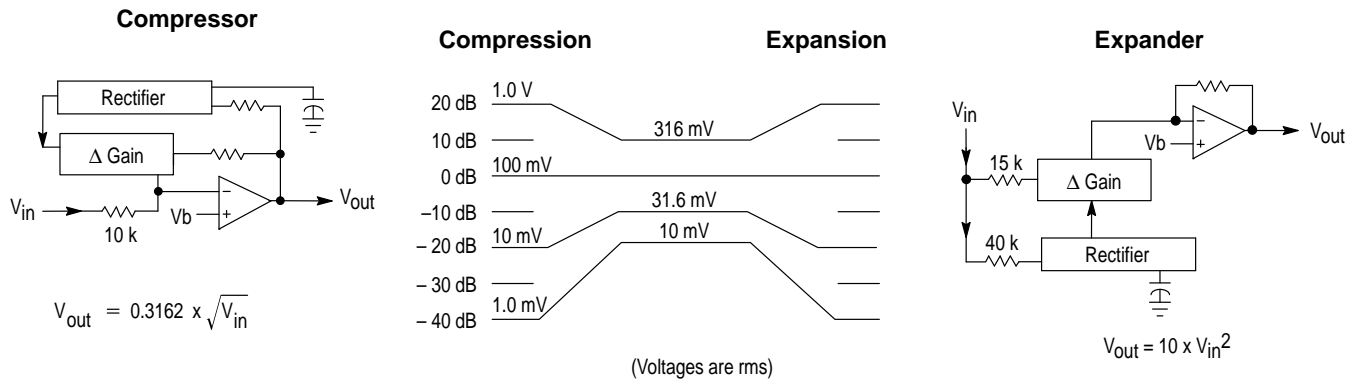 Compressor
Rectifier
Δ Gain
Vin
10 k
Vb
−
+
Vout
Vout = 0.3162 x √Vin
Compression
Expansion
20 dB
1.0 V
10 dB
316 mV
0 dB
100 mV
–10 dB
31.6 mV
– 20 dB
10 mV
10 mV
– 30 dB
1.0 mV
– 40 dB
(Voltages are rms)
Expander
Vin
Vb
−
+
Vout
15 k
Δ Gain
40 k
Rectifier
Vout = 10 x Vin2